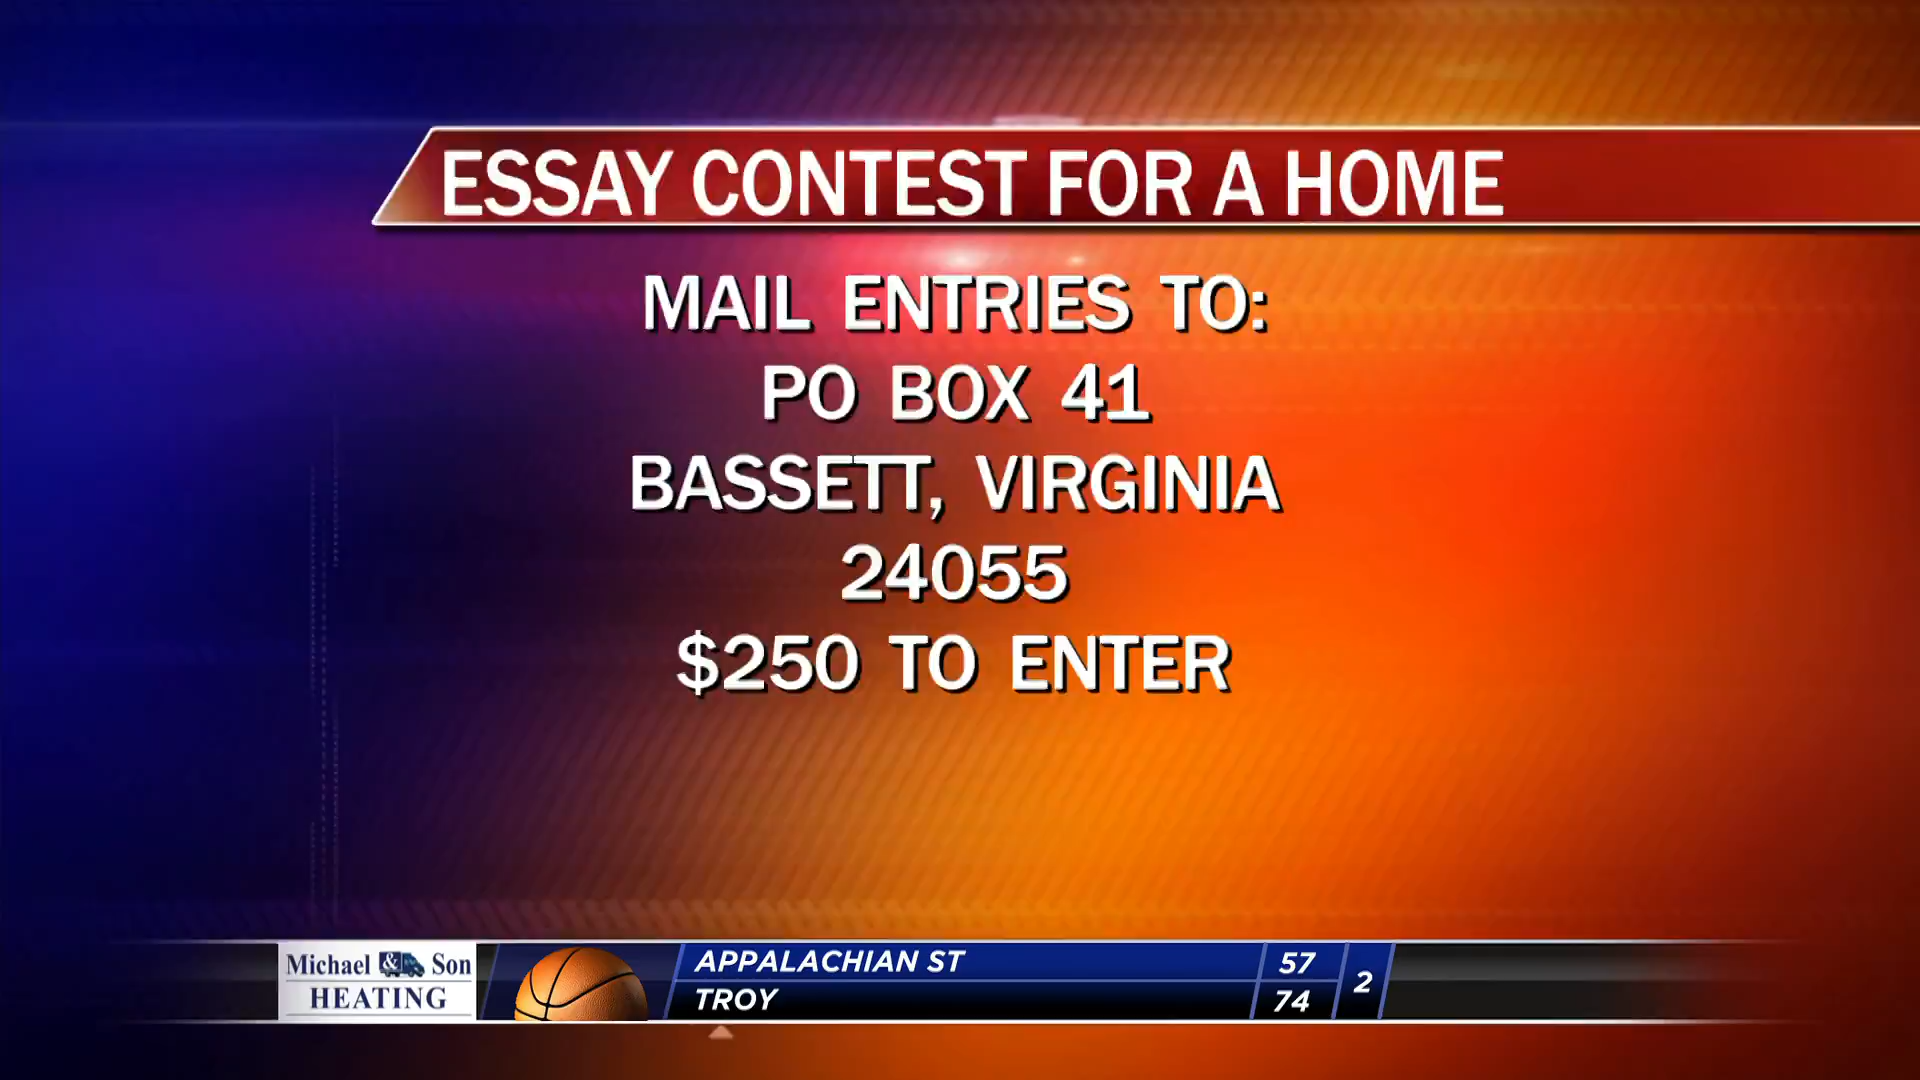 ESSAY CONTEST FOR A HOME
MAIL ENTRIES TO:
PO BOX 41
BASSETT, VIRGINIA
24055
$250 TO ENTER
Michael & Son
HEATING
APPALACHIAN ST 57
TROY 74
2